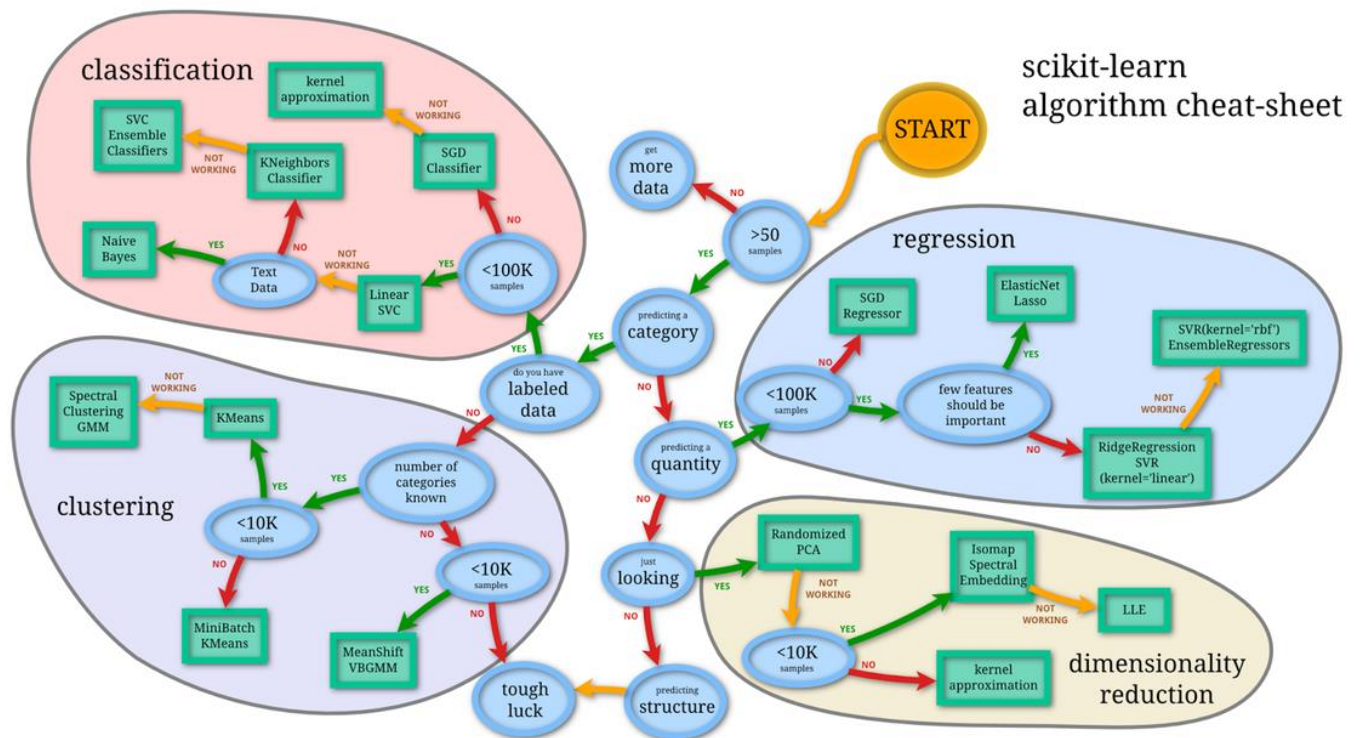 scikit-learn
algorithm cheat-sheet
START
classification
kernel
approximation
NOT
WORKING
SVC
Ensemble
Classifiers
NOT
WORKING
KNeighbors
Classifier
SGD
Classifier
NO
Naive
Bayes
YES
Text
Data
NO
NOT
WORKING
Linear
SVC
YES
<100K
samples
YES
get
more
data
NO
>50
samples
YES
predicting a
category
YES
NO
do you have
labeled
data
NO
predicting a
quantity
YES
NO
just
looking
YES
NO
predicting
structure
tough
luck
regression
SGD
Regressor
NO
<100K
samples
YES
ElasticNet
Lasso
YES
few features
should be
important
NO
RidgeRegression
SVR
(kernel='linear')
NOT
WORKING
SVR(kernel='rbf')
EnsembleRegressors
clustering
Spectral
Clustering
GMM
NOT
WORKING
KMeans
YES
<10K
samples
YES
number of
categories
known
NO
NO
MiniBatch
KMeans
<10K
samples
YES
MeanShift
VBGMM
NO
Randomized
PCA
NOT
WORKING
<10K
samples
YES
Isomap
Spectral
Embedding
NOT
WORKING
LLE
NO
kernel
approximation
dimensionality
reduction